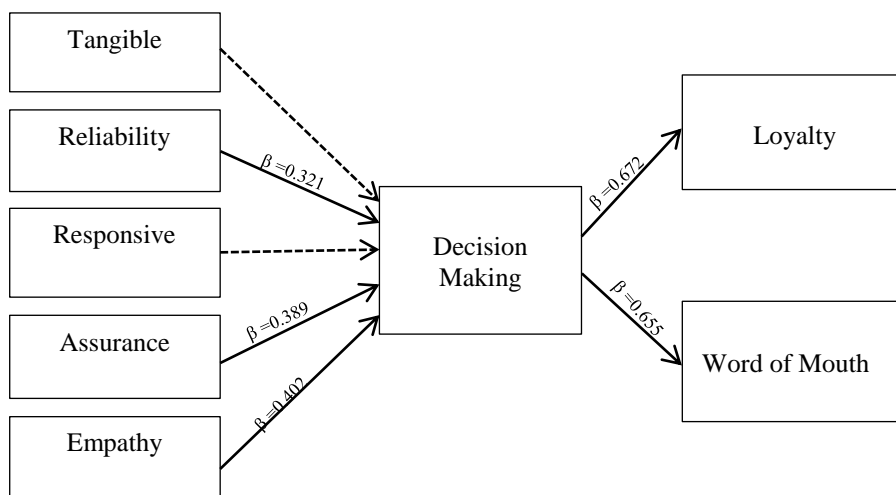 Tangible
Reliability
β =0.321
Responsive
Assurance
β =0.389
Empathy
β =0.402
Decision
Making
β =0.672
Loyalty
β =0.655
Word of Mouth